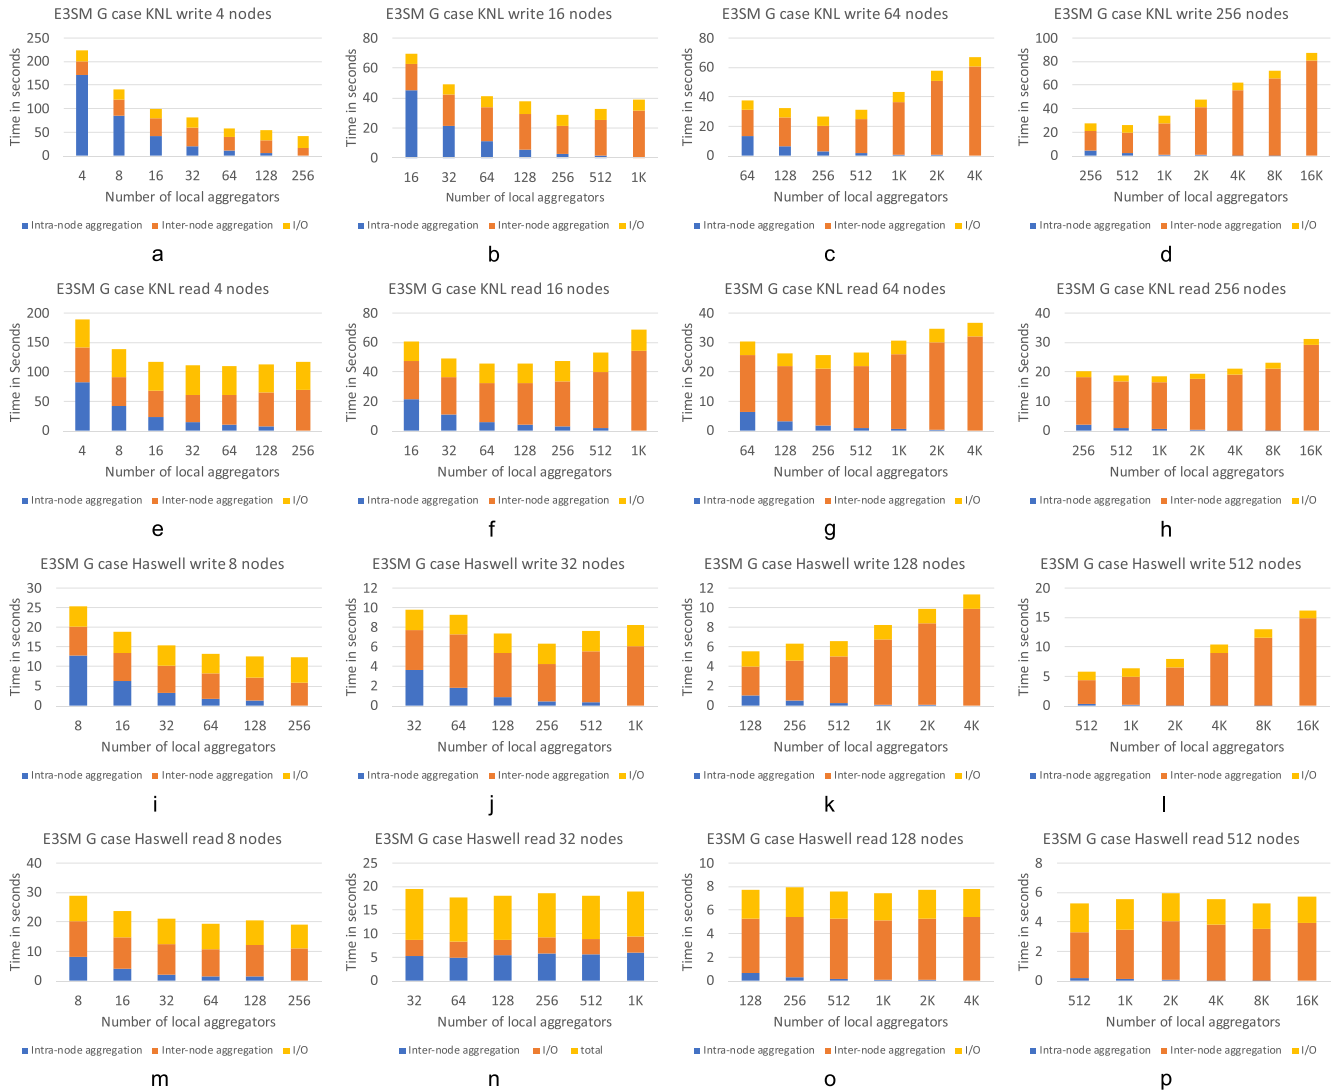 E3SM G case KNL write 4 nodes
Time in seconds
250
200
150
100
50
0
4 8 16 32 64 128 256
Number of local aggregators
Intra-node aggregation Inter-node aggregation I/O
a
E3SM G case KNL write 16 nodes
Time in seconds
80
60
40
20
0
16 32 64 128 256 512 1K
Number of local aggregators
Intra-node aggregation Inter-node aggregation I/O
b
E3SM G case KNL write 64 nodes
Time in seconds
80
60
40
20
0
64 128 256 512 1K 2K 4K
Number of local aggregators
Intra-node aggregation Inter-node aggregation I/O
c
E3SM G case KNL write 256 nodes
Time in seconds
100
80
60
40
20
0
256 512 1K 2K 4K 8K 16K
Number of local aggregators
Intra-node aggregation Inter-node aggregation I/O
d
E3SM G case KNL read 4 nodes
Time in Seconds
200
150
100
50
0
4 8 16 32 64 128 256
Number of local aggregators
Intra-node aggregation Inter-node aggregation I/O
e
E3SM G case KNL read 16 nodes
Time in Seconds
80
60
40
20
0
16 32 64 128 256 512 1K
Number of local aggregators
Intra-node aggregation Inter-node aggregation I/O
f
E3SM G case KNL read 64 nodes
Time in Seconds
40
30
20
10
0
64 128 256 512 1K 2K 4K
Number of local aggregators
Intra-node aggregation Inter-node aggregation I/O
g
E3SM G case KNL read 256 nodes
Time in Seconds
40
30
20
10
0
256 512 1K 2K 4K 8K 16K
Number of local aggregators
Intra-node aggregation Inter-node aggregation I/O
h
E3SM G case Haswell write 8 nodes
Time in seconds
30
25
20
15
10
5
0
8 16 32 64 128 256
Number of local aggregators
Intra-node aggregation Inter-node aggregation I/O
i
E3SM G case Haswell write 32 nodes
Time in seconds
12
10
8
6
4
2
0
32 64 128 256 512 1K
Number of local aggregators
Intra-node aggregation Inter-node aggregation I/O
j
E3SM G case Haswell write 128 nodes
Time in seconds
12
10
8
6
4
2
0
128 256 512 1K 2K 4K
Number of local aggregators
Intra-node aggregation Inter-node aggregation I/O
k
E3SM G case Haswell write 512 nodes
Time in seconds
20
15
10
5
0
512 1K 2K 4K 8K 16K
Number of local aggregators
Intra-node aggregation Inter-node aggregation I/O
l
E3SM G case Haswell read 8 nodes
Time in seconds
40
30
20
10
0
8 16 32 64 128 256
Number of local aggregators
Intra-node aggregation Inter-node aggregation I/O
m
E3SM G case Haswell read 32 nodes
Time in seconds
25
20
15
10
5
0
32 64 128 256 512 1K
Number of local aggregators
Inter-node aggregation I/O total
n
E3SM G case Haswell read 128 nodes
Time in seconds
10
8
6
4
2
0
128 256 512 1K 2K 4K
Number of local aggregators
Intra-node aggregation Inter-node aggregation I/O
o
E3SM G case Haswell read 512 nodes
Time in seconds
8
6
4
2
0
512 1K 2K 4K 8K 16K
Number of local aggregators
Intra-node aggregation Inter-node aggregation I/O
p